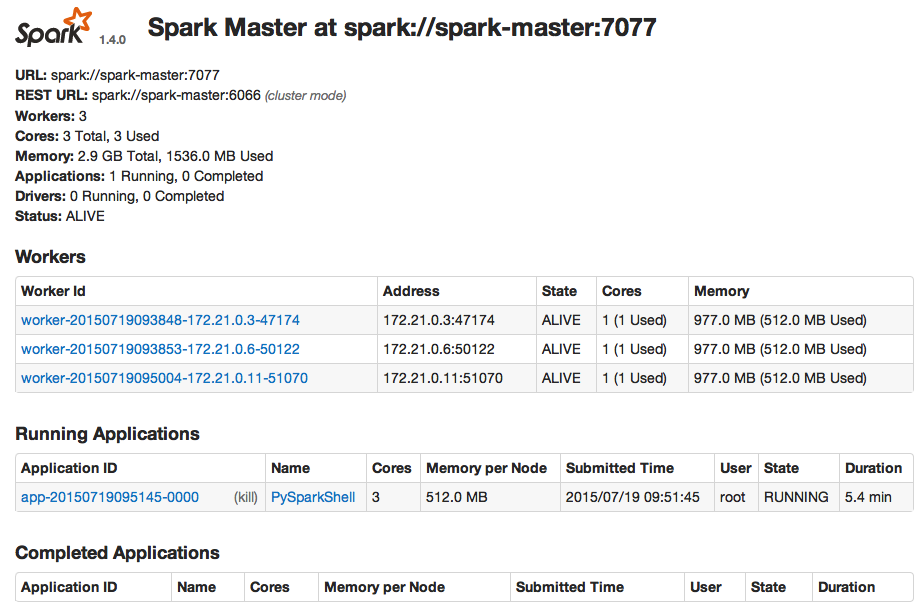 Spark 1.4.0 Spark Master at spark://spark-master:7077
URL: spark://spark-master:7077
REST URL: spark://spark-master:6066 (cluster mode)
Workers: 3
Cores: 3 Total, 3 Used
Memory: 2.9 GB Total, 1536.0 MB Used
Applications: 1 Running, 0 Completed
Drivers: 0 Running, 0 Completed
Status: ALIVE
Workers
Worker Id Address State Cores Memory
worker-20150719093848-172.21.0.3-47174 172.21.0.3:47174 ALIVE 1 (1 Used) 977.0 MB (512.0 MB Used)
worker-20150719093853-172.21.0.6-50122 172.21.0.6:50122 ALIVE 1 (1 Used) 977.0 MB (512.0 MB Used)
worker-20150719095004-172.21.0.11-51070 172.21.0.11:51070 ALIVE 1 (1 Used) 977.0 MB (512.0 MB Used)
Running Applications
Application ID Name Cores Memory per Node Submitted Time User State Duration
app-20150719095145-0000 (kill) PySparkShell 3 512.0 MB 2015/07/19 09:51:45 root RUNNING 5.4 min
Completed Applications
Application ID Name Cores Memory per Node Submitted Time User State Duration